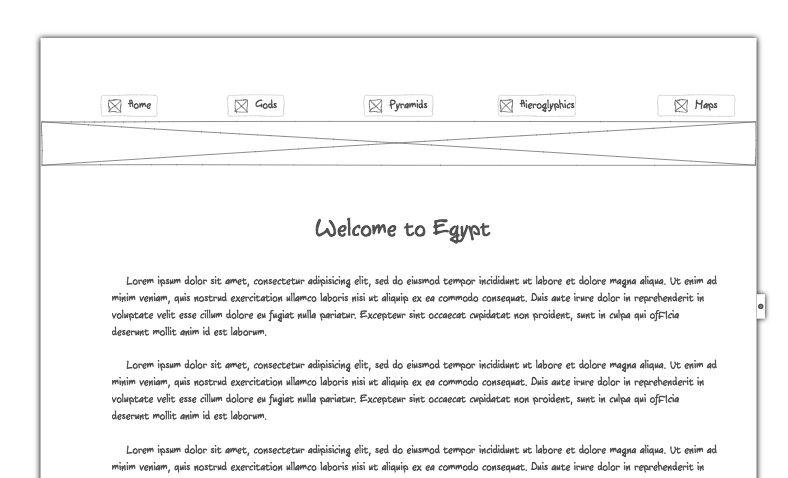 Home Gods Pyramids Hieroglyphics Maps
Welcome to Egypt
Lorem ipsum dolor sit amet, consectetur adipisicing elit, sed do eiusmod tempor incididunt ut labore et dolore magna aliqua. Ut enim ad
minim veniam, quis nostrud exercitation ullamco laboris nisi ut aliquip ex ea commodo consequat. Duis aute irure dolor in reprehenderit in
voluptate velit esse cillum dolore eu fugiat nulla pariatur. Excepteur sint occaecat cupidatat non proident, sunt in culpa qui officia
deserunt mollit anim id est laborum.
Lorem ipsum dolor sit amet, consectetur adipisicing elit, sed do eiusmod tempor incididunt ut labore et dolore magna aliqua. Ut enim ad
minim veniam, quis nostrud exercitation ullamco laboris nisi ut aliquip ex ea commodo consequat. Duis aute irure dolor in reprehenderit in
voluptate velit esse cillum dolore eu fugiat nulla pariatur. Excepteur sint occaecat cupidatat non proident, sunt in culpa qui officia
deserunt mollit anim id est laborum.
Lorem ipsum dolor sit amet, consectetur adipisicing elit, sed do eiusmod tempor incididunt ut labore et dolore magna aliqua. Ut enim ad
minim veniam, quis nostrud exercitation ullamco laboris nisi ut aliquip ex ea commodo consequat. Duis aute irure dolor in reprehenderit in